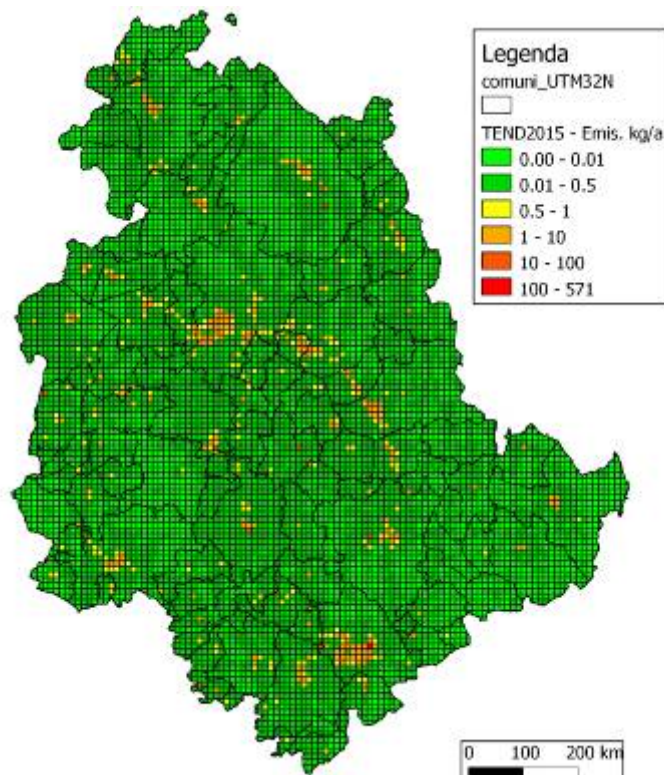 Legenda
comuni_UTM32N
TEND2015 - Emis. kg/a
0.00 - 0.01
0.01 - 0.5
0.5 - 1
1 - 10
10 - 100
100 - 571
0 100 200 km